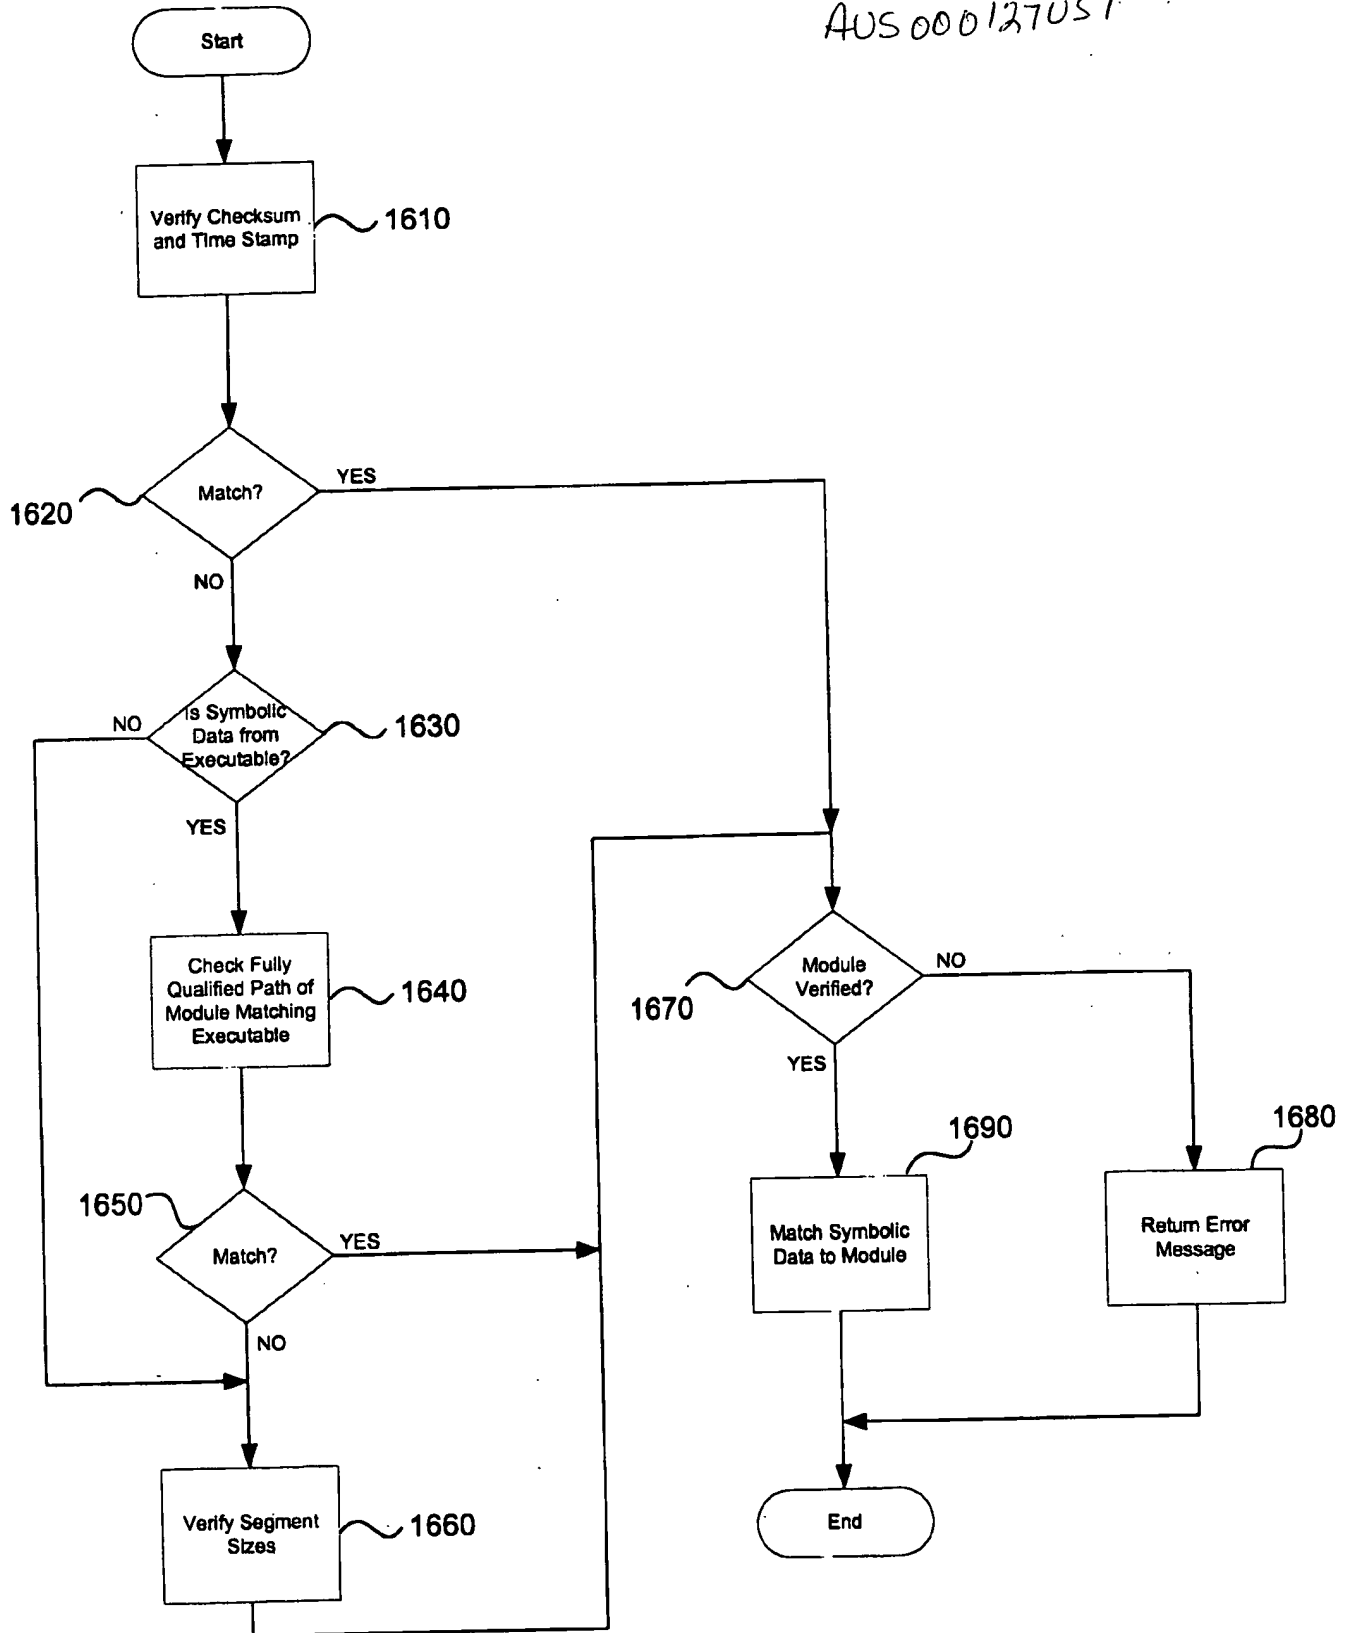 AUS000127US1
Start
Verify Checksum
and Time Stamp
1610
Match?
YES
1620
NO
Is Symbolic
Data from
Executable?
NO
1630
YES
Check Fully
Qualified Path of
Module Matching
Executable
1640
Module
Verified?
NO
1670
YES
1690
1680
1650
Match?
YES
Match Symbolic
Data to Module
Return Error
Message
NO
Verify Segment
Sizes
1660
End